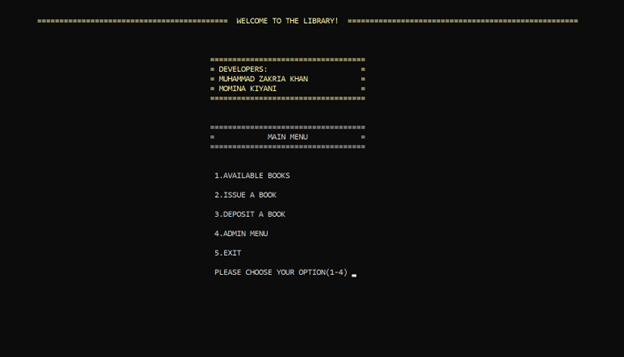 ========================================== WELCOME TO THE LIBRARY! ====================================================
===================================
= DEVELOPERS: =
= MUHAMMAD ZAKRIA KHAN =
= MOMINA KIYANI =
===================================
===================================
= MAIN MENU =
===================================
1.AVAILABLE BOOKS
2.ISSUE A BOOK
3.DEPOSIT A BOOK
4.ADMIN MENU
5.EXIT
PLEASE CHOOSE YOUR OPTION(1-4)